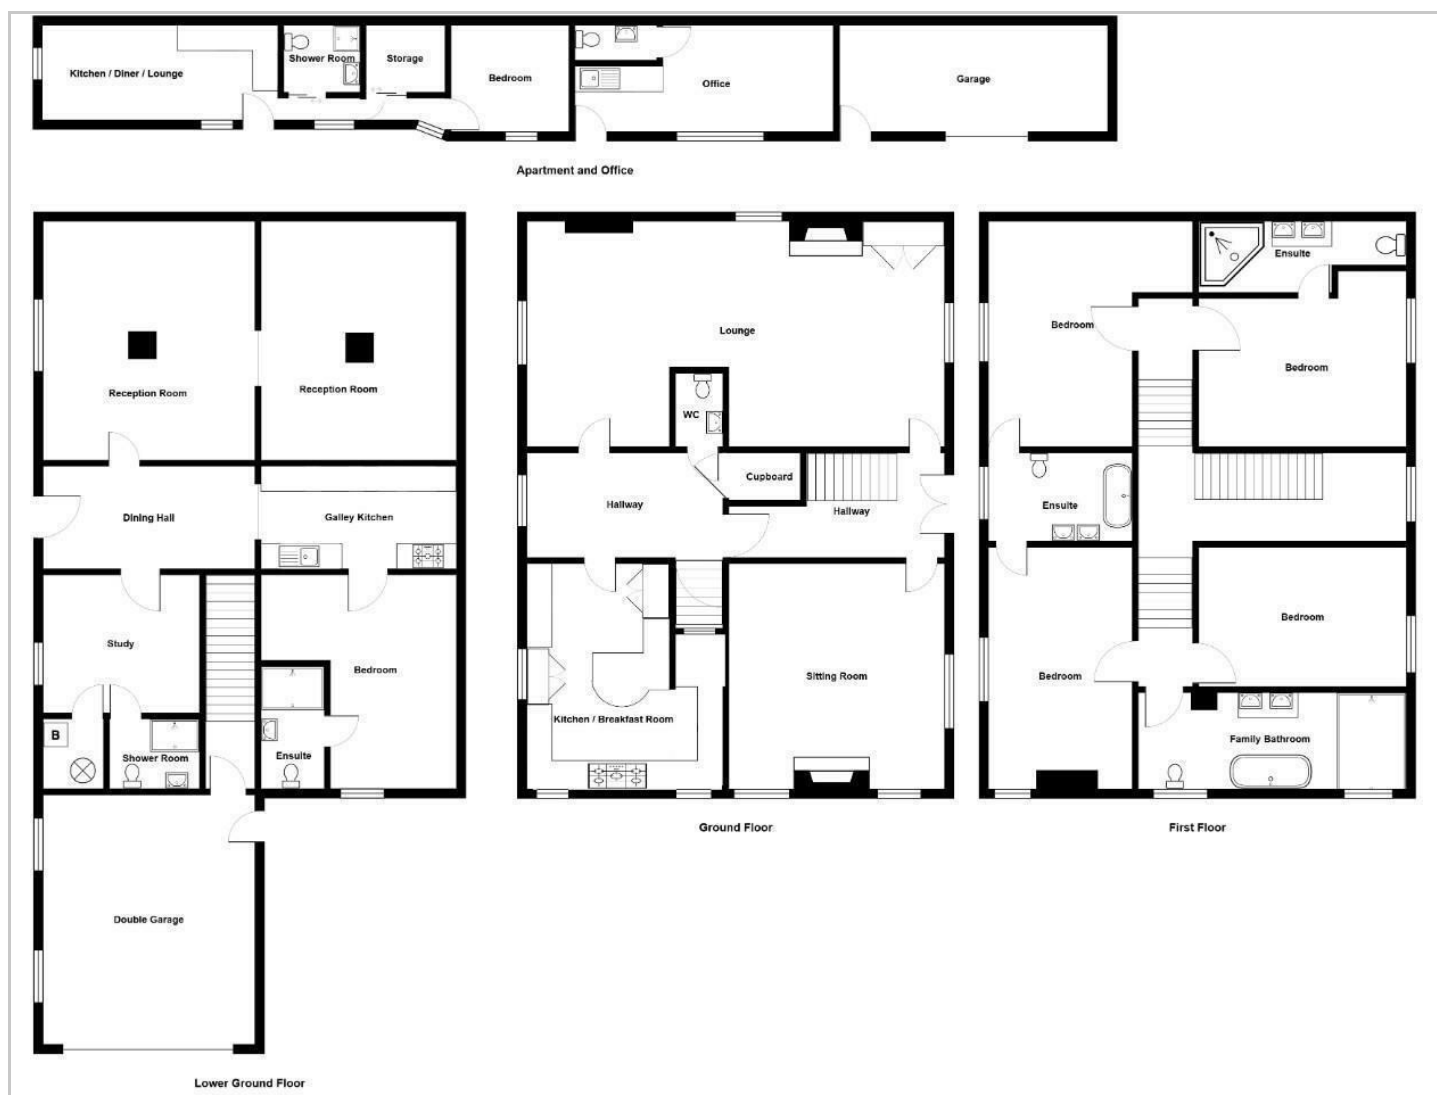 Kitchen / Diner / Lounge
Shower Room
Storage
Bedroom
Office
Garage
Apartment and Office
Reception Room
Reception Room
Dining Hall
Galley Kitchen
Study
Bedroom
B
Shower Room
Ensuite
Double Garage
Lower Ground Floor
Lounge
WC
Cupboard
Hallway
Hallway
Sitting Room
Kitchen / Breakfast Room
Ground Floor
Ensuite
Bedroom
Bedroom
Ensuite
Bedroom
Bedroom
Family Bathroom
First Floor